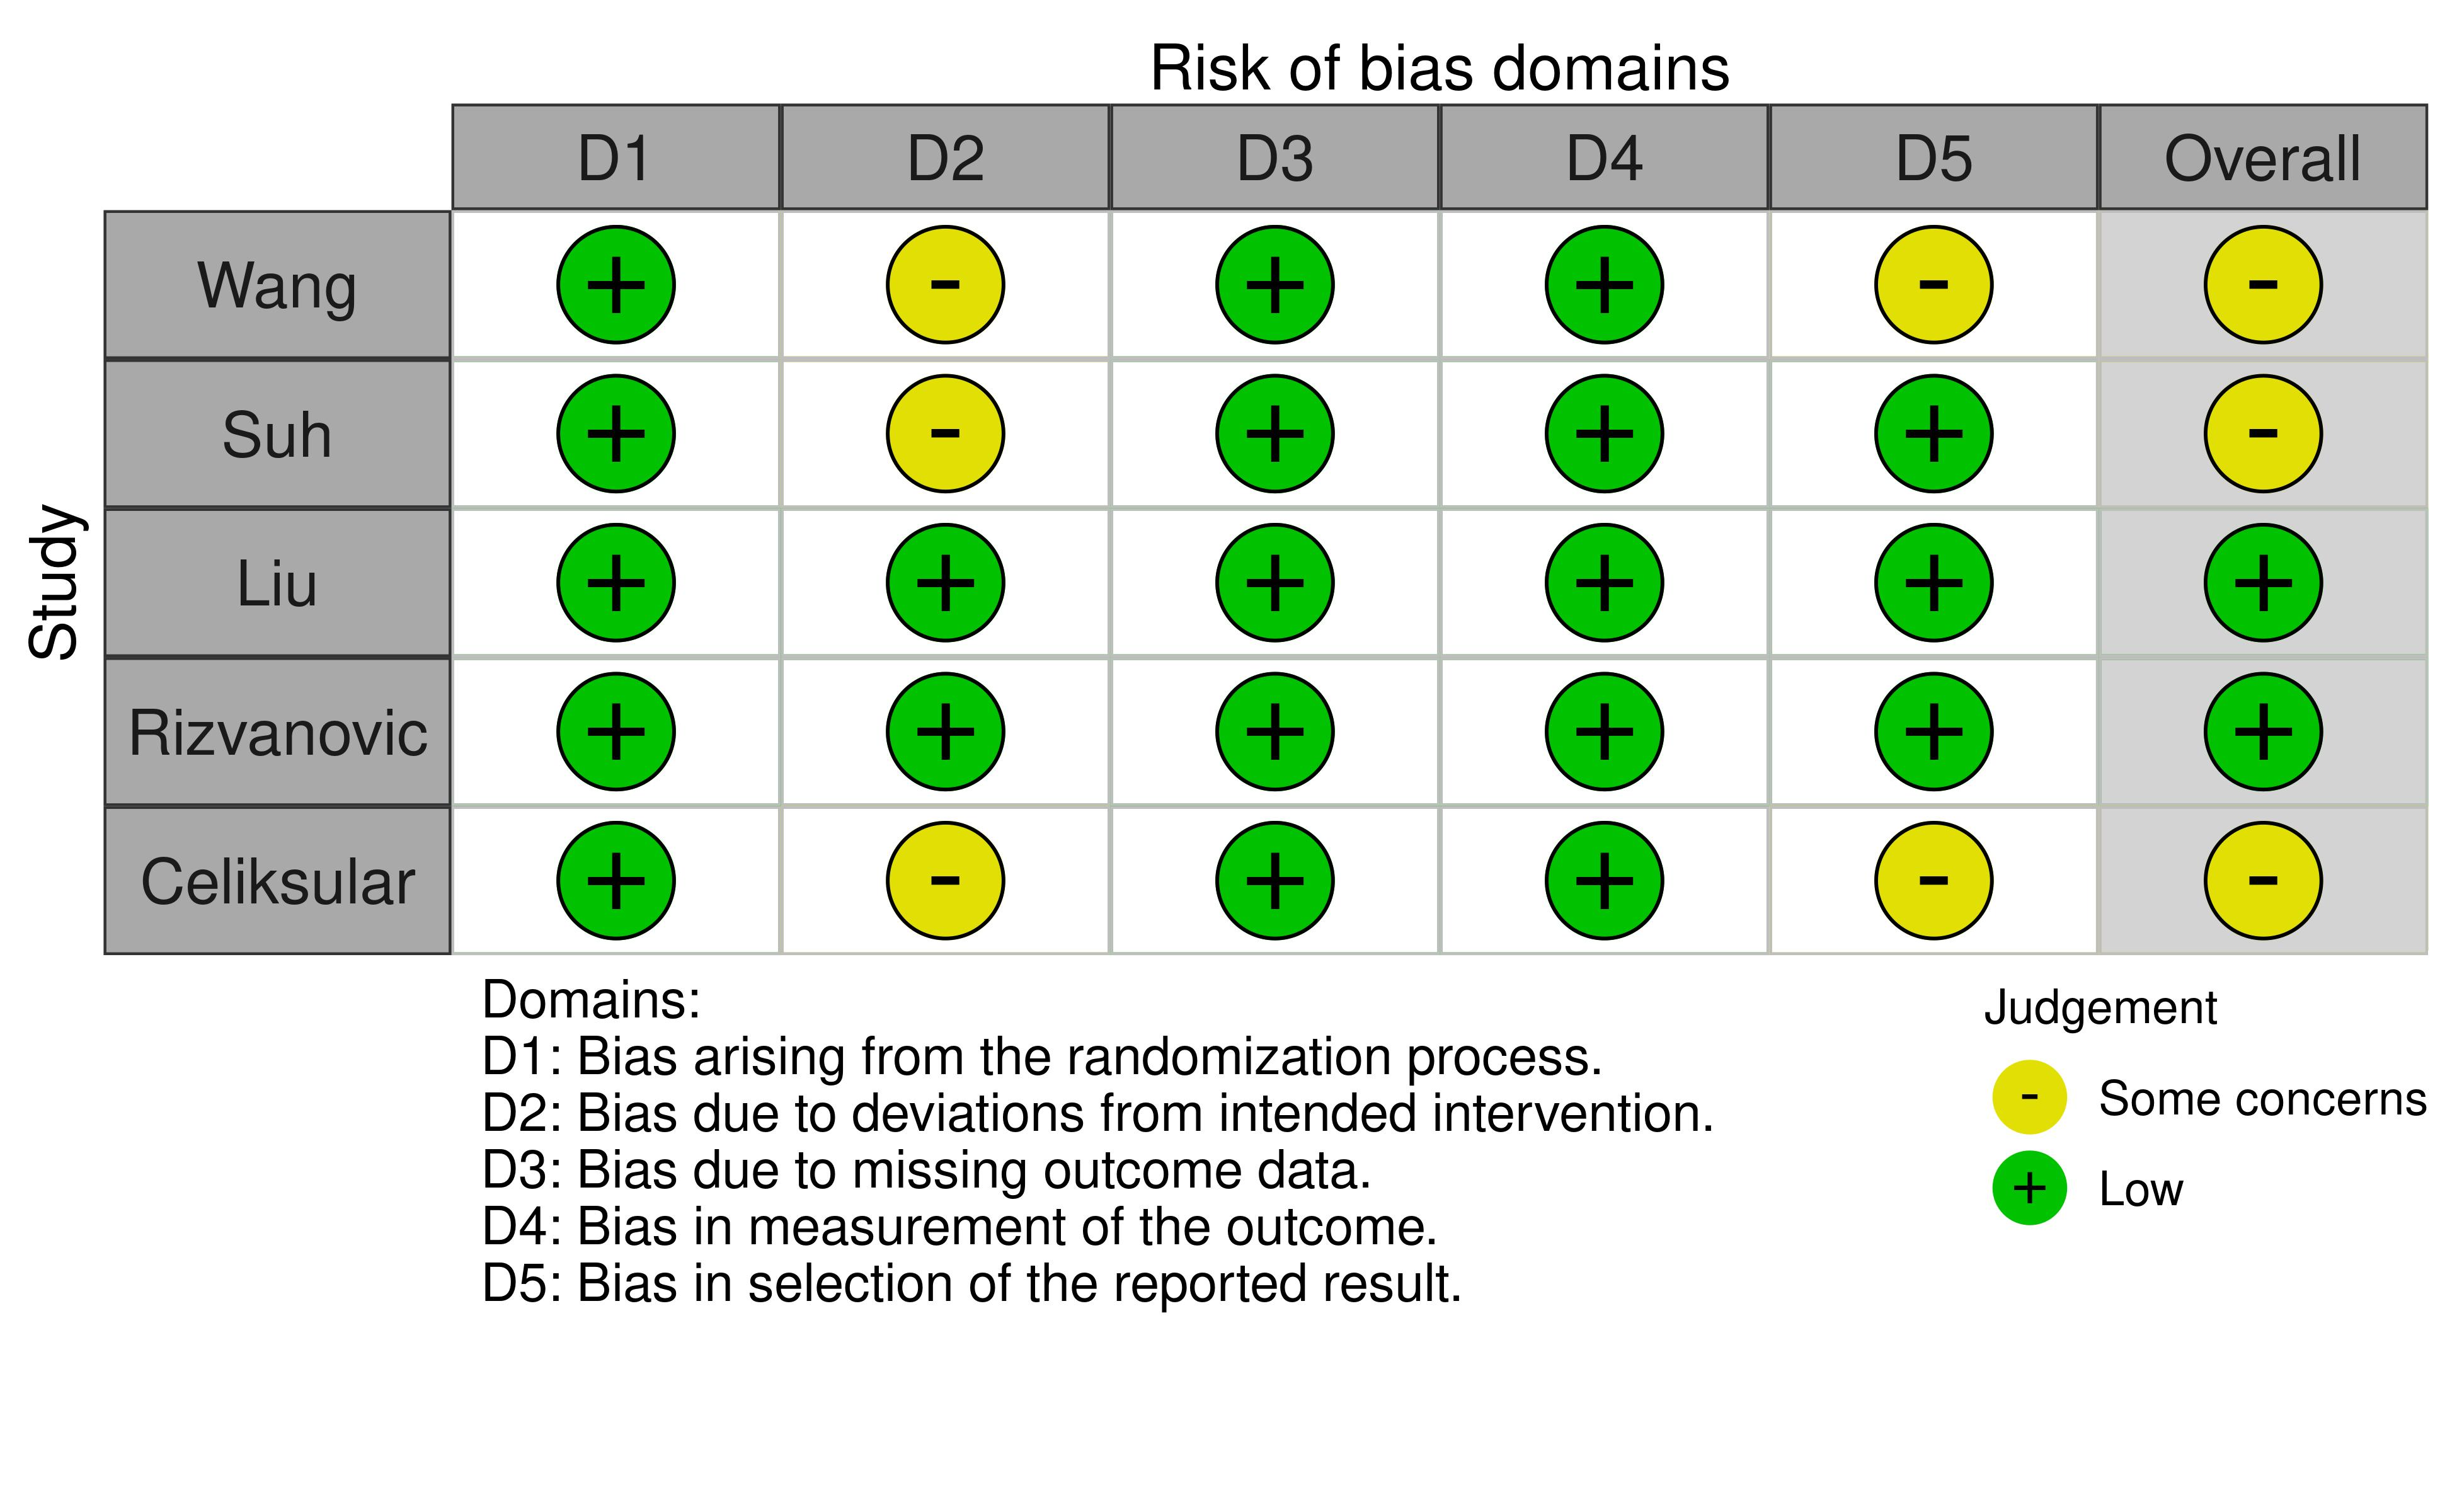 Risk of bias domains
D1 D2 D3 D4 D5 Overall
Study
Wang + - + + - -
Suh + - + + + -
Liu + + + + + +
Rizvanovic + + + + + +
Celiksular + - + + - -
Domains:
D1: Bias arising from the randomization process.
D2: Bias due to deviations from intended intervention.
D3: Bias due to missing outcome data.
D4: Bias in measurement of the outcome.
D5: Bias in selection of the reported result.
Judgement
- Some concerns
+ Low